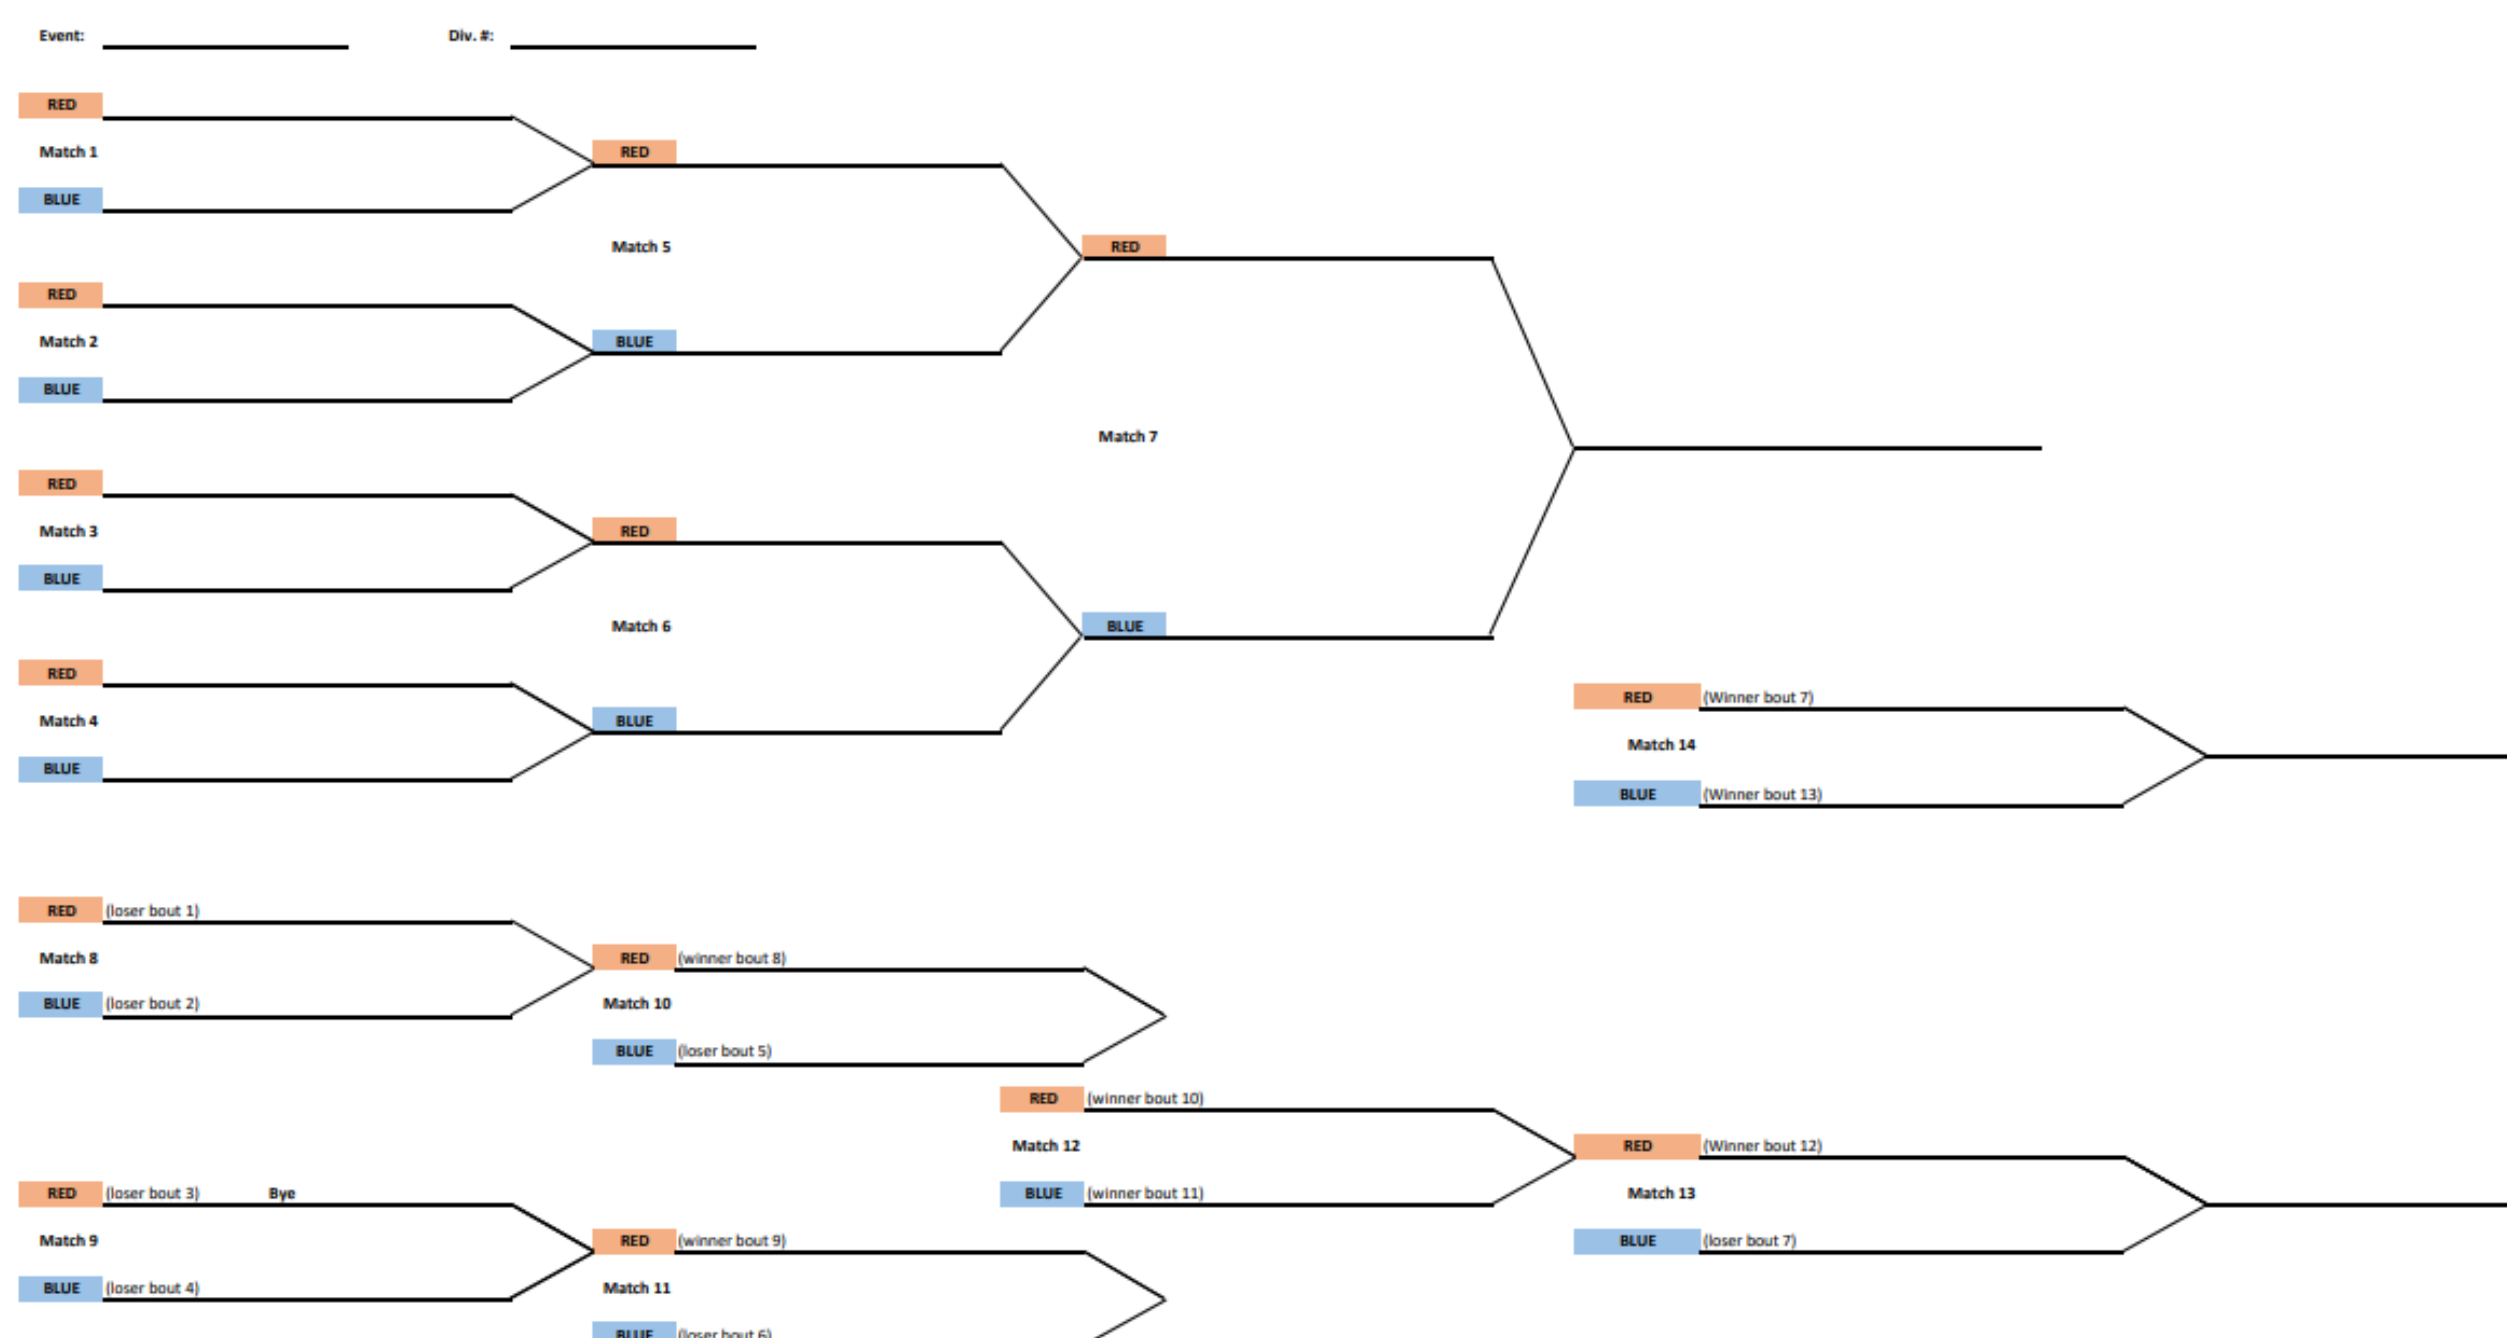 Event: Div. #:
RED
Match 1 RED
BLUE
Match 5 RED
RED
Match 2 BLUE
BLUE
Match 7
RED
Match 3 RED
BLUE
Match 6 BLUE
RED
RED (Winner bout 7)
Match 4 BLUE
Match 14
BLUE
BLUE (Winner bout 13)
RED (loser bout 1)
Match 8 RED (winner bout 8)
BLUE (loser bout 2) Match 10
BLUE (loser bout 5)
RED (winner bout 10)
Match 12 RED (Winner bout 12)
RED (loser bout 3) Bye BLUE (winner bout 11) Match 13
Match 9 RED (winner bout 9) BLUE (loser bout 7)
BLUE (loser bout 4) Match 11
BLUE (loser bout 6)